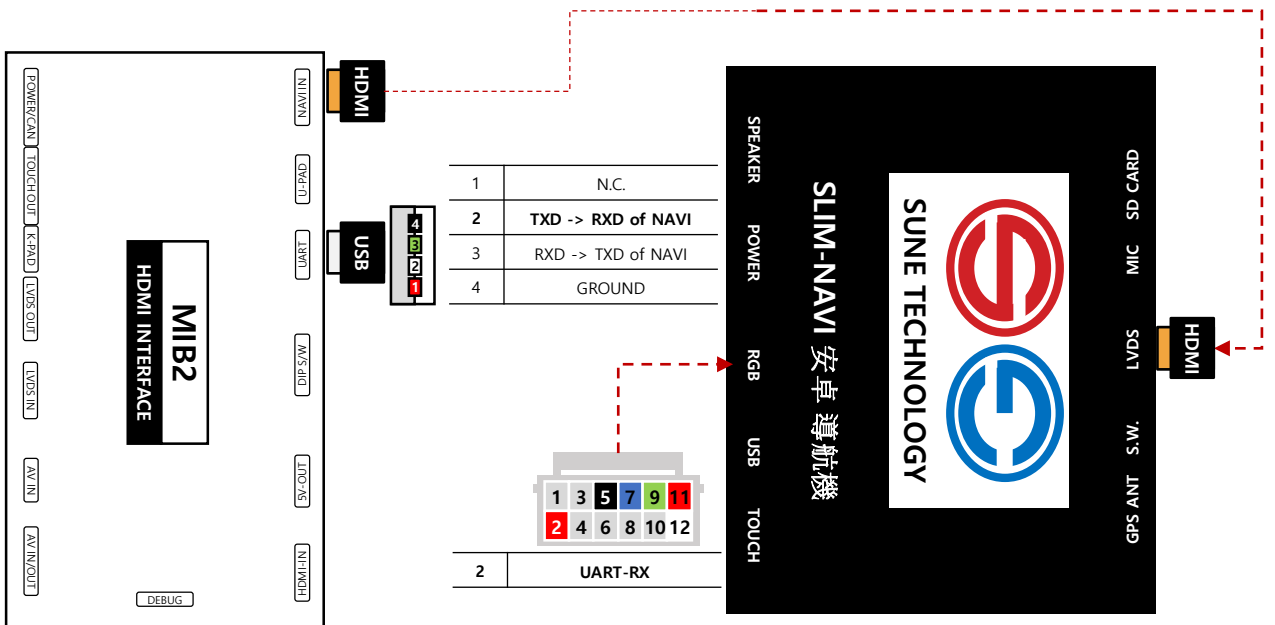 POWER/CAN
TOUCH OUT
K-PAD
LVDS OUT
LVDS IN
AV IN
AV IN/OUT
MIB2
HDMI INTERFACE
DEBUG
NAVI IN
U-PAD
UART
DIP S/W
5V-OUT
HDMI-IN
HDMI
USB
4
3
2
1
1 N.C.
2 TXD -> RXD of NAVI
3 RXD -> TXD of NAVI
4 GROUND
1 3 5 7 9 11
2 4 6 8 10 12
2 UART-RX
SPEAKER
POWER
RGB
USB
TOUCH
SLIM-NAVI 安卓 導航機
SUNE TECHNOLOGY
SD CARD
MIC
LVDS
S.W.
GPS ANT
HDMI